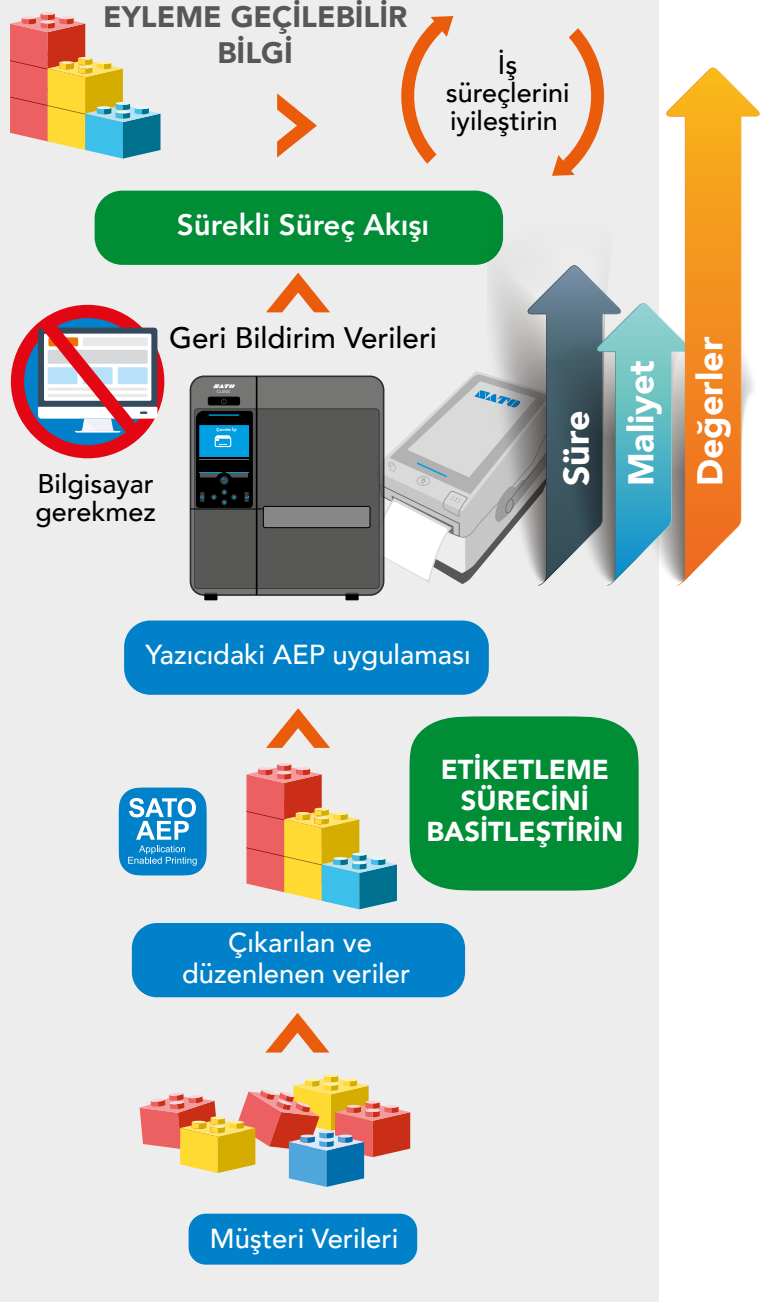 EYLEME GEÇİLEBİLİR
BİLGİ
İş
süreçlerini
iyileştirin
Sürekli Süreç Akışı
Geri Bildirim Verileri
Bilgisayar
gerekmez
SATO
SATO
Süre
Maliyet
Değerler
Yazıcıdaki AEP uygulaması
SATO
AEP
Application
Enabled Printing
ETİKETLEME
SÜRECİNİ
BASİTLEŞTİRİN
Çıkarılan ve
düzenlenen veriler
Müşteri Verileri